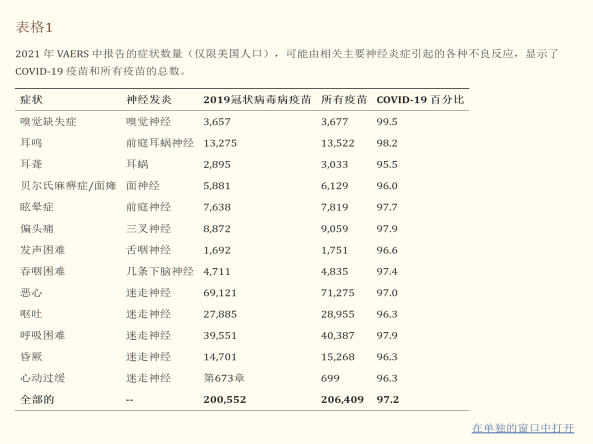 表格1
2021 年 VAERS 中报告的症状数量（仅限美国人口），可能由相关主要神经炎症引起的各种不良反应，显示了
COVID-19 疫苗和所有疫苗的总数。
症状 神经发炎 2019冠状病毒病疫苗 所有疫苗 COVID-19 百分比
嗅觉缺失症 嗅觉神经 3,657 3,677 99.5
耳鸣 前庭耳蜗神经 13,275 13,522 98.2
耳聋 耳蜗 2,895 3,033 95.5
贝尔氏麻痹症/面瘫 面神经 5,881 6,129 96.0
眩晕症 前庭神经 7,638 7,819 97.7
偏头痛 三叉神经 8,872 9,059 97.9
发声困难 舌咽神经 1,692 1,751 96.6
吞咽困难 几条下脑神经 4,711 4,835 97.4
恶心 迷走神经 69,121 71,275 97.0
呕吐 迷走神经 27,885 28,955 96.3
呼吸困难 迷走神经 39,551 40,387 97.9
昏厥 迷走神经 14,701 15,268 96.3
心动过缓 迷走神经 第673章 699 96.3
全部的 -- 200,552 206,409 97.2
在单独的窗口中打开